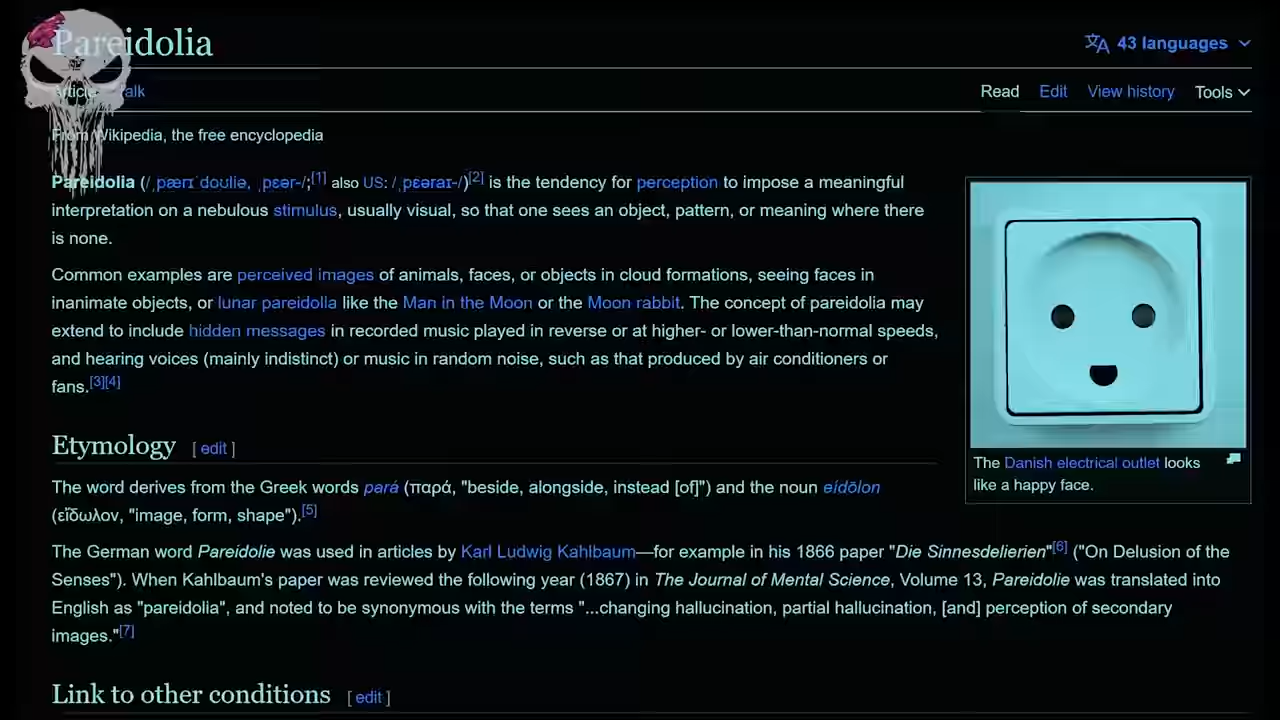 Pareidolia
43 languages
Article Talk
Read Edit View history Tools
From Wikipedia, the free encyclopedia
Pareidolia (/ˌpærɪˈdoʊliə, ˌpɛər-/;[1] also US: /ˌpɛəraɪ-/)[2] is the tendency for perception to impose a meaningful
interpretation on a nebulous stimulus, usually visual, so that one sees an object, pattern, or meaning where there
is none.
Common examples are perceived images of animals, faces, or objects in cloud formations, seeing faces in
inanimate objects, or lunar pareidolia like the Man in the Moon or the Moon rabbit. The concept of pareidolia may
extend to include hidden messages in recorded music played in reverse or at higher- or lower-than-normal speeds,
and hearing voices (mainly indistinct) or music in random noise, such as that produced by air conditioners or
fans.[3][4]
The Danish electrical outlet looks
like a happy face.
Etymology [ edit ]
The word derives from the Greek words pará (παρά, "beside, alongside, instead [of]") and the noun eídōlon
(εἴδωλον, "image, form, shape").[5]
The German word Pareidolie was used in articles by Karl Ludwig Kahlbaum—for example in his 1866 paper "Die Sinnesdelierien"[6] ("On Delusion of the
Senses"). When Kahlbaum's paper was reviewed the following year (1867) in The Journal of Mental Science, Volume 13, Pareidolie was translated into
English as "pareidolia", and noted to be synonymous with the terms "...changing hallucination, partial hallucination, [and] perception of secondary
images."[7]
Link to other conditions [ edit ]